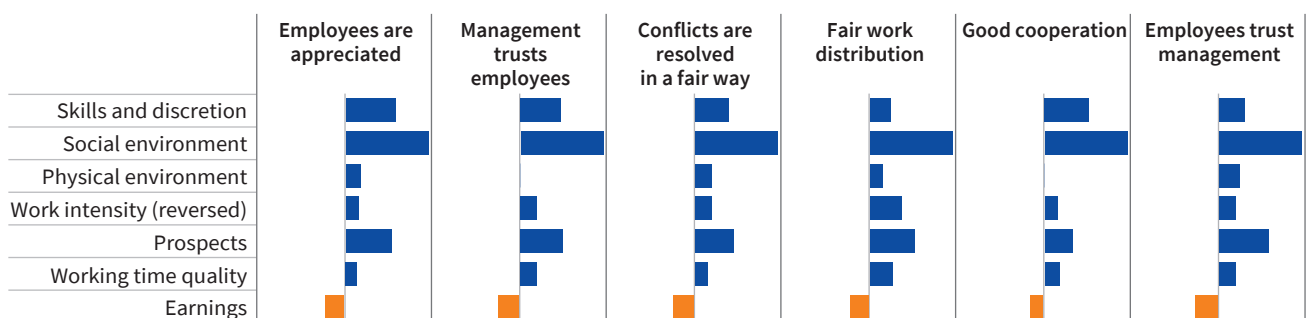 Employees are
appreciated
Management
trusts
employees
Conflicts are
resolved
in a fair way
Fair work
distribution
Good cooperation
Employees trust
management
Skills and discretion
Social environment
Physical environment
Work intensity (reversed)
Prospects
Working time quality
Earnings